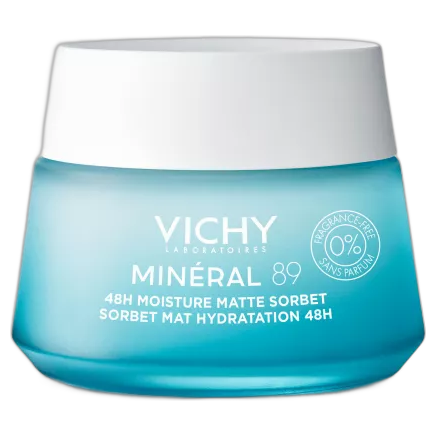 VICHY
LABORATOIRES
MINÉRAL 89
48H MOISTURE MATTE SORBET
SORBET MAT HYDRATATION 48H
FRAGRANCE-FREE
0%
SANS PARFUM